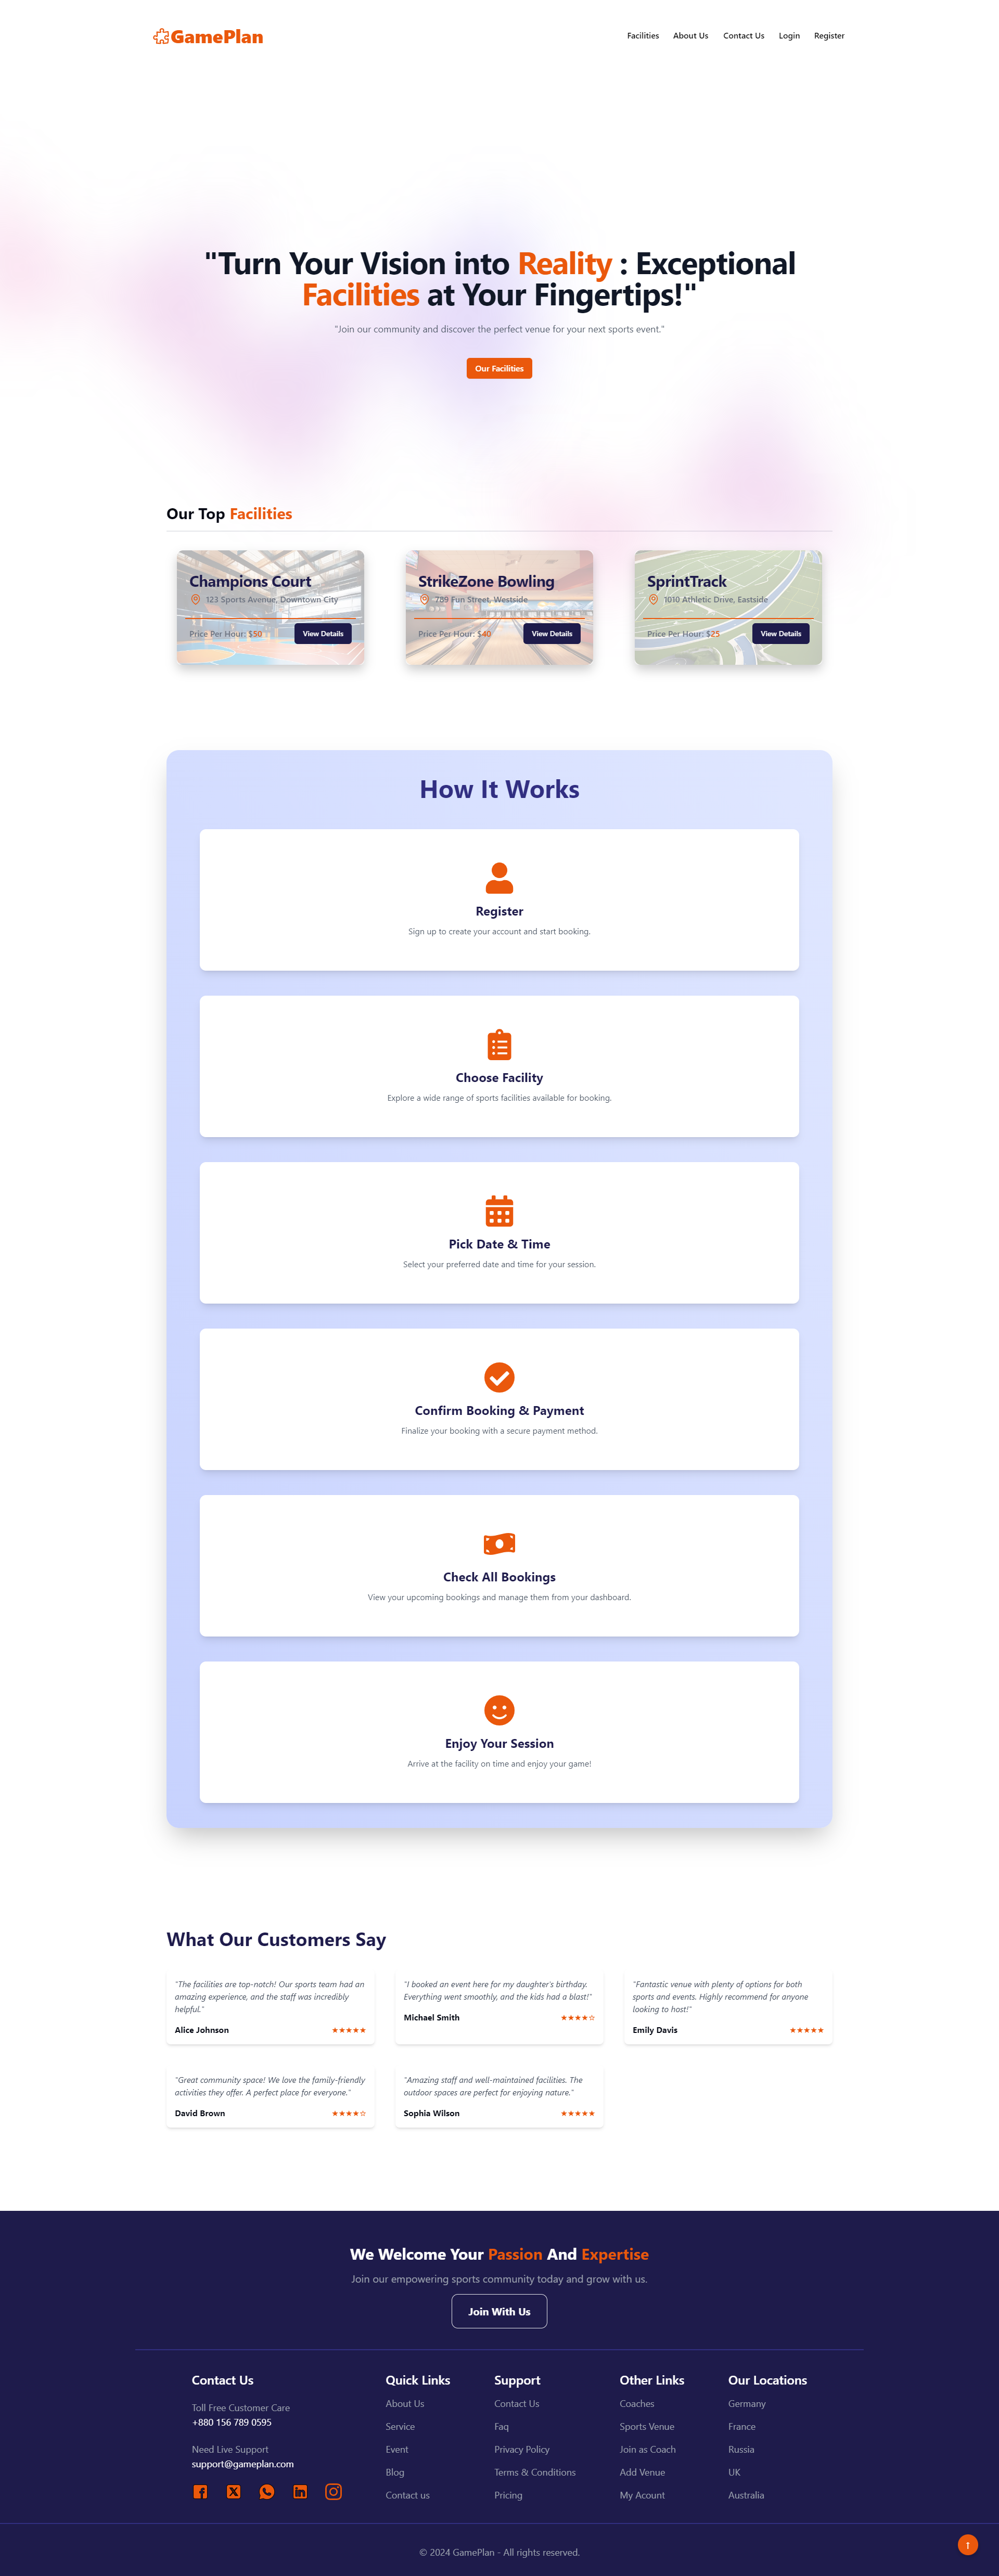 GamePlan
Facilities About Us Contact Us Login Register
"Turn Your Vision into Reality : Exceptional
Facilities at Your Fingertips!"
"Join our community and discover the perfect venue for your next sports event."
Our Facilities
Our Top Facilities
Champions Court
123 Sports Avenue, Downtown City
Price Per Hour: $50
View Details
StrikeZone Bowling
789 Fun Street, Westside
Price Per Hour: $40
View Details
SprintTrack
1010 Athletic Drive, Eastside
Price Per Hour: $25
View Details
How It Works
Register
Sign up to create your account and start booking.
Choose Facility
Explore a wide range of sports facilities available for booking.
Pick Date & Time
Select your preferred date and time for your session.
Confirm Booking & Payment
Finalize your booking with a secure payment method.
Check All Bookings
View your upcoming bookings and manage them from your dashboard.
Enjoy Your Session
Arrive at the facility on time and enjoy your game!
What Our Customers Say
"The facilities are top-notch! Our sports team had an
amazing experience, and the staff was incredibly
helpful."
Alice Johnson ★★★★★
"I booked an event here for my daughter's birthday.
Everything went smoothly, and the kids had a blast!"
Michael Smith ★★★★☆
"Fantastic venue with plenty of options for both
sports and events. Highly recommend for anyone
looking to host!"
Emily Davis ★★★★★
"Great community space! We love the family-friendly
activities they offer. A perfect place for everyone."
David Brown ★★★★☆
"Amazing staff and well-maintained facilities. The
outdoor spaces are perfect for enjoying nature."
Sophia Wilson ★★★★★
We Welcome Your Passion And Expertise
Join our empowering sports community today and grow with us.
Join With Us
Contact Us
Toll Free Customer Care
+880 156 789 0595
Need Live Support
support@gameplan.com
Quick Links
About Us
Service
Event
Blog
Contact us
Support
Contact Us
Faq
Privacy Policy
Terms & Conditions
Pricing
Other Links
Coaches
Sports Venue
Join as Coach
Add Venue
My Acount
Our Locations
Germany
France
Russia
UK
Australia
© 2024 GamePlan - All rights reserved.
↑